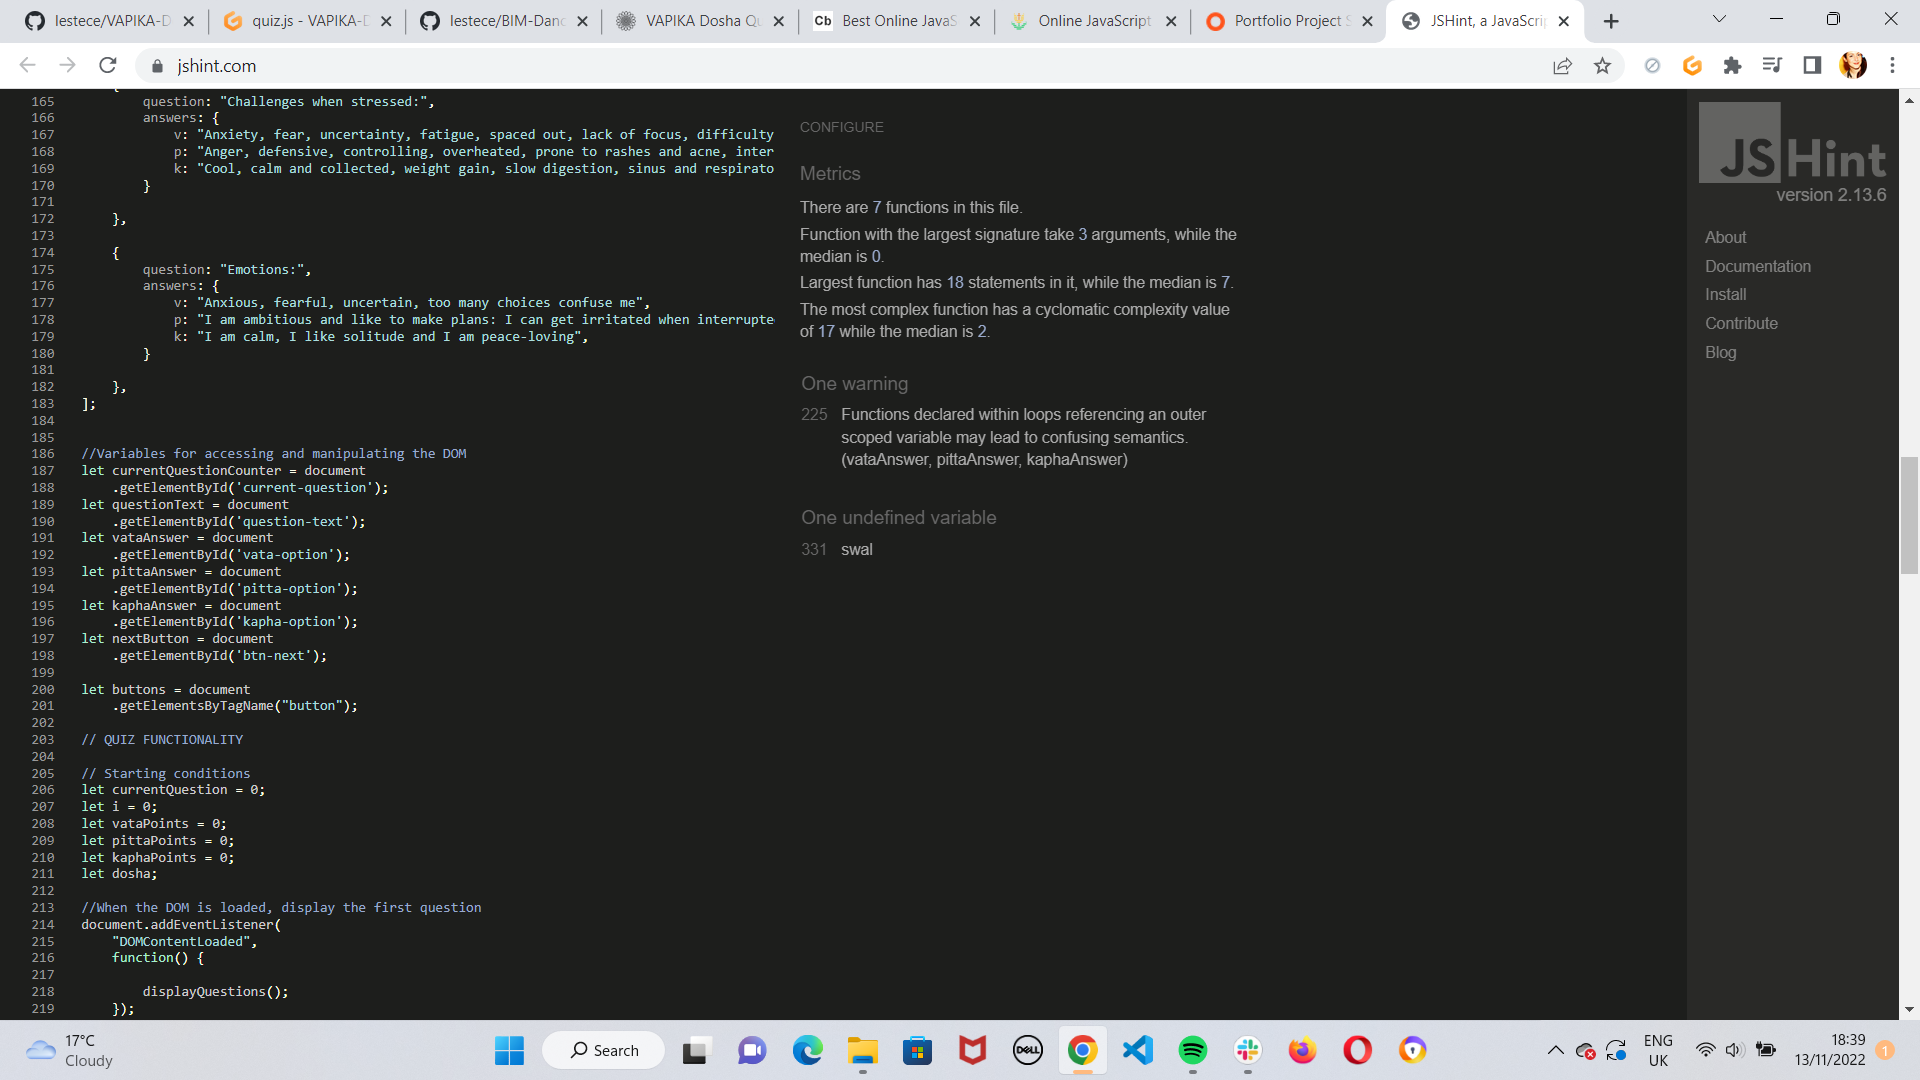 lestece/VAPIKA-D
quiz.js - VAPIKA-D
lestece/BIM-Danc
VAPIKA Dosha Qu
Cb Best Online JavaS
Online JavaScript
Portfolio Project S
JSHint, a JavaScrip
jshint.com
{
165 question: "Challenges when stressed:",
166 answers: {
167 v: "Anxiety, fear, uncertainty, fatigue, spaced out, lack of focus, difficulty
168 p: "Anger, defensive, controlling, overheated, prone to rashes and acne, inter
169 k: "Cool, calm and collected, weight gain, slow digestion, sinus and respirato
170 }
171
172 },
173
174 {
175 question: "Emotions:",
176 answers: {
177 v: "Anxious, fearful, uncertain, too many choices confuse me",
178 p: "I am ambitious and like to make plans: I can get irritated when interrupte
179 k: "I am calm, I like solitude and I am peace-loving",
180 }
181
182 },
183 ];
184
185
186 //Variables for accessing and manipulating the DOM
187 let currentQuestionCounter = document
188 .getElementById('current-question');
189 let questionText = document
190 .getElementById('question-text');
191 let vataAnswer = document
192 .getElementById('vata-option');
193 let pittaAnswer = document
194 .getElementById('pitta-option');
195 let kaphaAnswer = document
196 .getElementById('kapha-option');
197 let nextButton = document
198 .getElementById('btn-next');
199
200 let buttons = document
201 .getElementsByTagName("button");
202
203 // QUIZ FUNCTIONALITY
204
205 // Starting conditions
206 let currentQuestion = 0;
207 let i = 0;
208 let vataPoints = 0;
209 let pittaPoints = 0;
210 let kaphaPoints = 0;
211 let dosha;
212
213 //When the DOM is loaded, display the first question
214 document.addEventListener(
215 "DOMContentLoaded",
216 function() {
217
218 displayQuestions();
219 });
CONFIGURE
Metrics
There are 7 functions in this file.
Function with the largest signature take 3 arguments, while the
median is 0.
Largest function has 18 statements in it, while the median is 7.
The most complex function has a cyclomatic complexity value
of 17 while the median is 2.
One warning
225 Functions declared within loops referencing an outer
scoped variable may lead to confusing semantics.
(vataAnswer, pittaAnswer, kaphaAnswer)
One undefined variable
331 swal
JSHint
version 2.13.6
About
Documentation
Install
Contribute
Blog
17°C
Cloudy
Search
DELL
ENG
UK
18:39
13/11/2022
1